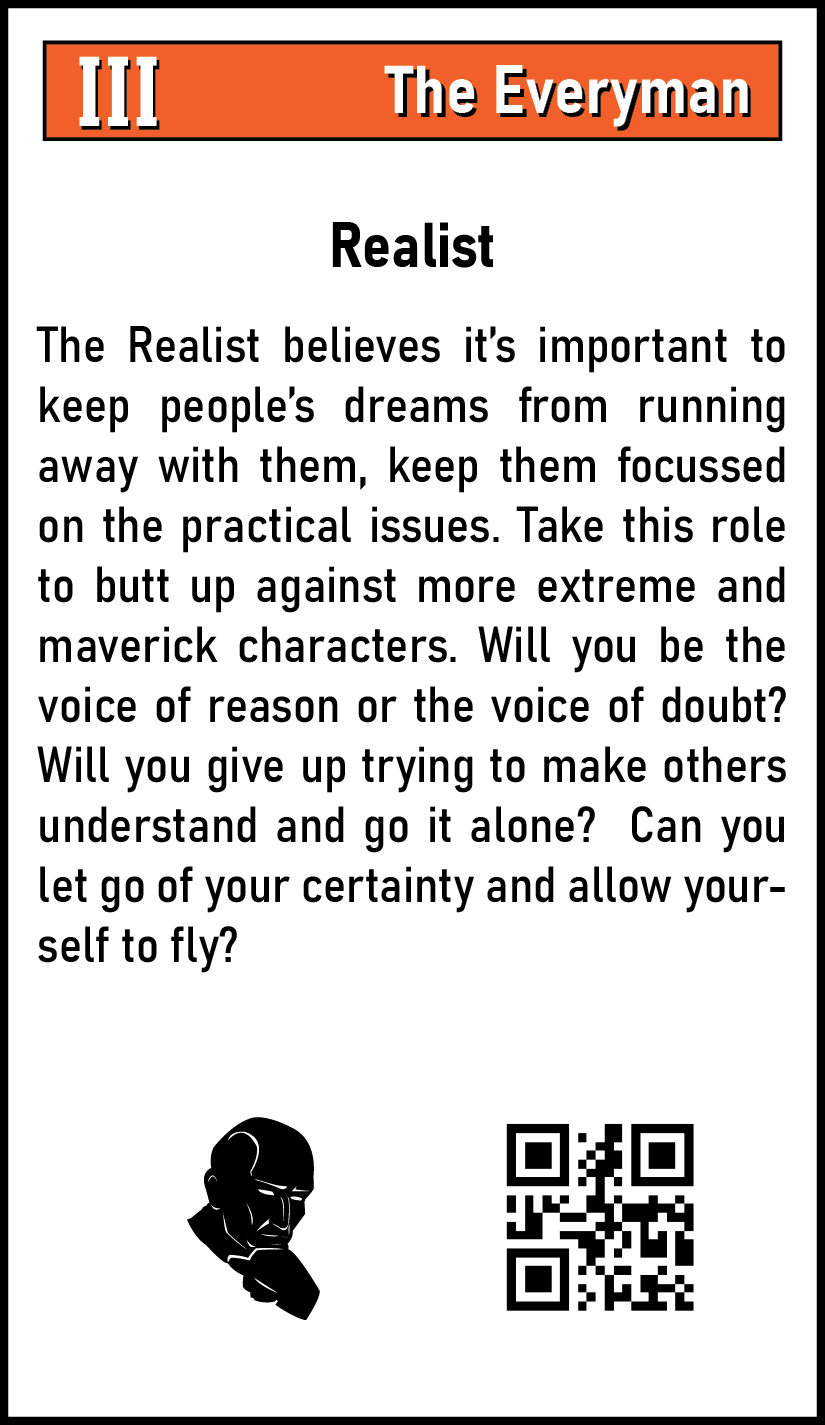 III
The Everyman
Realist
The Realist believes it’s important to
keep people’s dreams from running
away with them, keep them focussed
on the practical issues. Take this role
to butt up against more extreme and
maverick characters. Will you be the
voice of reason or the voice of doubt?
Will you give up trying to make others
understand and go it alone?  Can you
let go of your certainty and allow your-
self to fly?